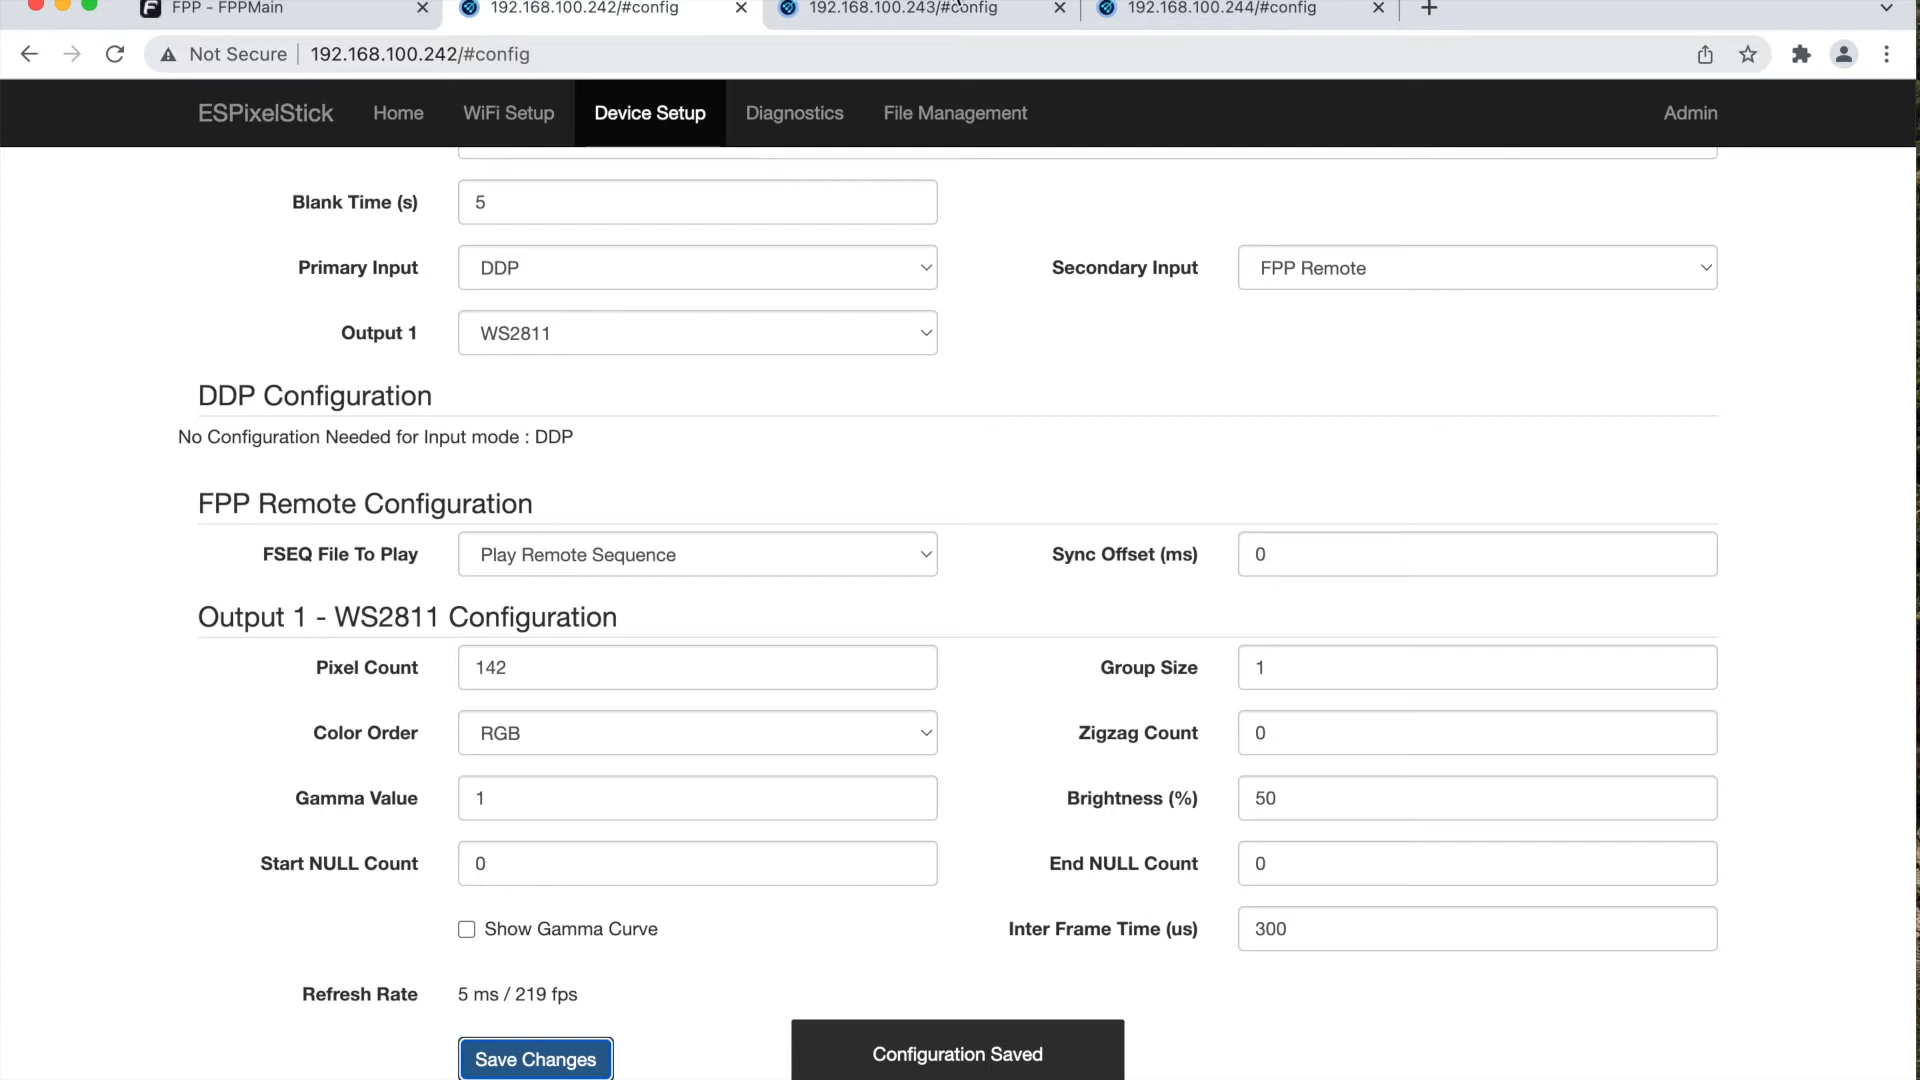 FPP - FPPMain
192.168.100.242/#config
192.168.100.243/#config
192.168.100.244/#config
Not Secure 192.168.100.242/#config
ESPixelStick Home WiFi Setup Device Setup Diagnostics File Management Admin
Blank Time (s) 5
Primary Input DDP Secondary Input FPP Remote
Output 1 WS2811
DDP Configuration
No Configuration Needed for Input mode : DDP
FPP Remote Configuration
FSEQ File To Play Play Remote Sequence Sync Offset (ms) 0
Output 1 - WS2811 Configuration
Pixel Count 142 Group Size 1
Color Order RGB Zigzag Count 0
Gamma Value 1 Brightness (%) 50
Start NULL Count 0 End NULL Count 0
Show Gamma Curve Inter Frame Time (us) 300
Refresh Rate 5 ms / 219 fps
Save Changes
Configuration Saved